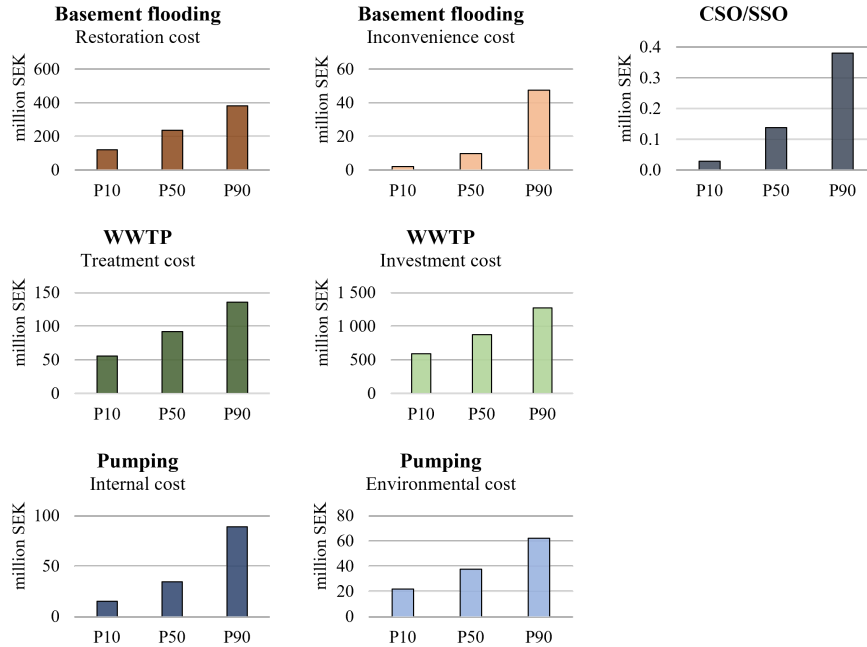 Basement flooding
Restoration cost
million SEK
600
400
200
0
P10 P50 P90
Basement flooding
Inconvenience cost
million SEK
60
40
20
0
P10 P50 P90
CSO/SSO
million SEK
0.4
0.3
0.2
0.1
0.0
P10 P50 P90
WWTP
Treatment cost
million SEK
150
100
50
0
P10 P50 P90
WWTP
Investment cost
million SEK
1 500
1 000
500
0
P10 P50 P90
Pumping
Internal cost
million SEK
100
50
0
P10 P50 P90
Pumping
Environmental cost
million SEK
80
60
40
20
0
P10 P50 P90